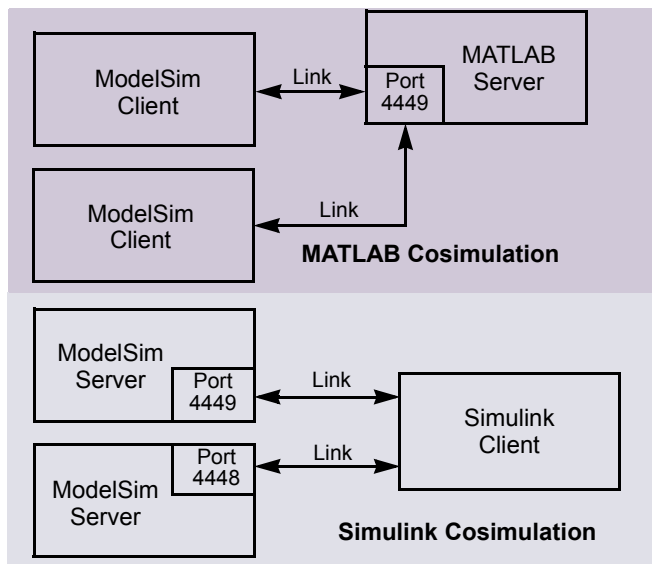 ModelSim
Client
Link
Port
4449
MATLAB
Server
ModelSim
Client
Link
MATLAB Cosimulation
ModelSim
Server
Port
4449
Link
Simulink
Client
ModelSim
Server
Port
4448
Link
Simulink Cosimulation